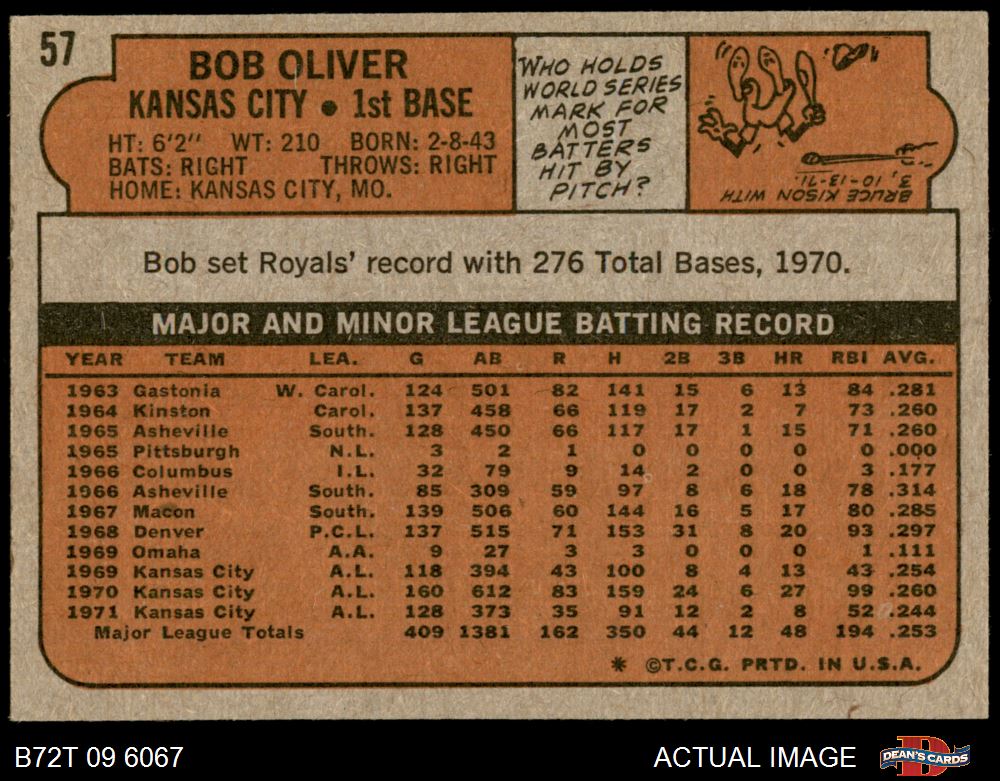 57
BOB OLIVER
KANSAS CITY • 1st BASE
HT: 6'2" WT: 210 BORN: 2-8-43
BATS: RIGHT THROWS: RIGHT
HOME: KANSAS CITY, MO.
WHO HOLDS
WORLD SERIES
MARK FOR
MOST
BATTERS
HIT BY
PITCH?
BRUCE KISON WITH
3, 10-13-71.
Bob set Royals' record with 276 Total Bases, 1970.
MAJOR AND MINOR LEAGUE BATTING RECORD
YEAR TEAM LEA. G AB R H 2B 3B HR RBI AVG.
1963 Gastonia W. Carol. 124 501 82 141 15 6 13 84 .281
1964 Kinston Carol. 137 458 66 119 17 2 7 73 .260
1965 Asheville South. 128 450 66 117 17 1 15 71 .260
1965 Pittsburgh N.L. 3 2 1 0 0 0 0 0 .000
1966 Columbus I.L. 32 79 9 14 2 0 0 3 .177
1966 Asheville South. 85 309 59 97 8 6 18 78 .314
1967 Macon South. 139 506 60 144 16 5 17 80 .285
1968 Denver P.C.L. 137 515 71 153 31 8 20 93 .297
1969 Omaha A.A. 9 27 3 3 0 0 0 1 .111
1969 Kansas City A.L. 118 394 43 100 8 4 13 43 .254
1970 Kansas City A.L. 160 612 83 159 24 6 27 99 .260
1971 Kansas City A.L. 128 373 35 91 12 2 8 52 .244
Major League Totals 409 1381 162 350 44 12 48 194 .253
* ©T.C.G. PRTD. IN U.S.A.
B72T 09 6067
ACTUAL IMAGE
DEAN'S CARDS